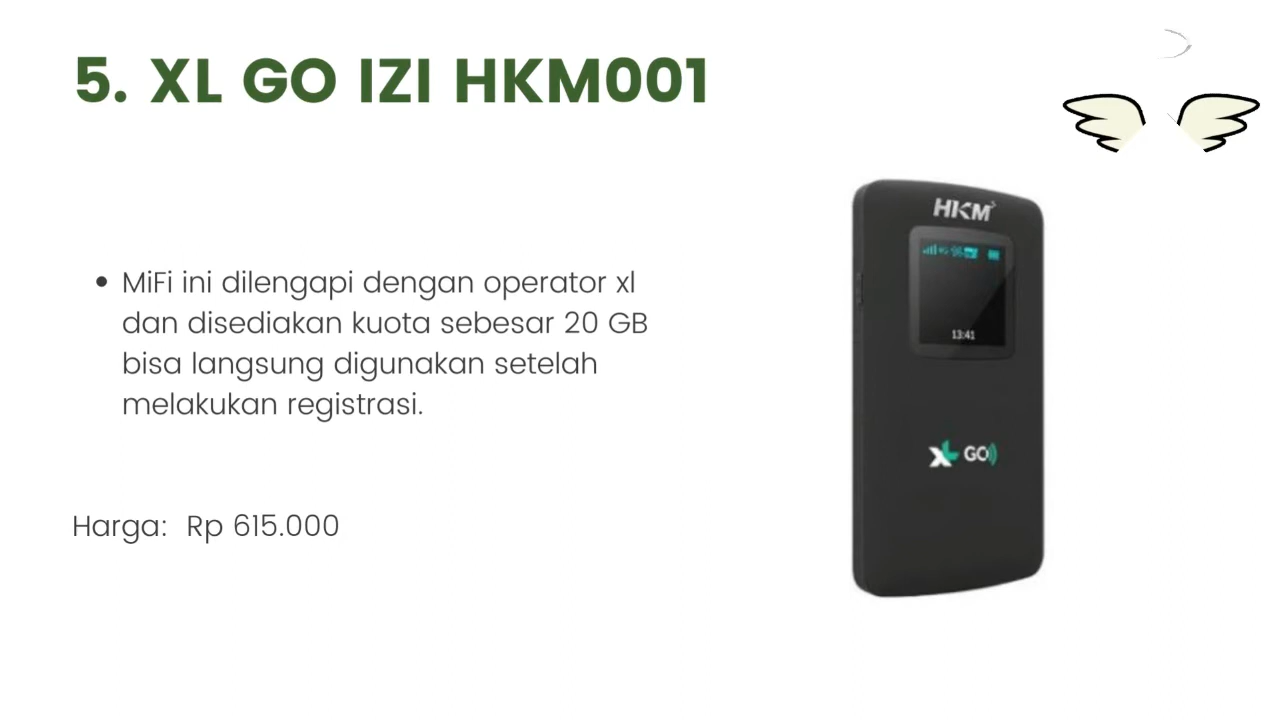 5. XL GO IZI HKM001
• MiFi ini dilengapi dengan operator xl
dan disediakan kuota sebesar 20 GB
bisa langsung digunakan setelah
melakukan registrasi.
Harga: Rp 615.000
HKM
13:41
XL GO